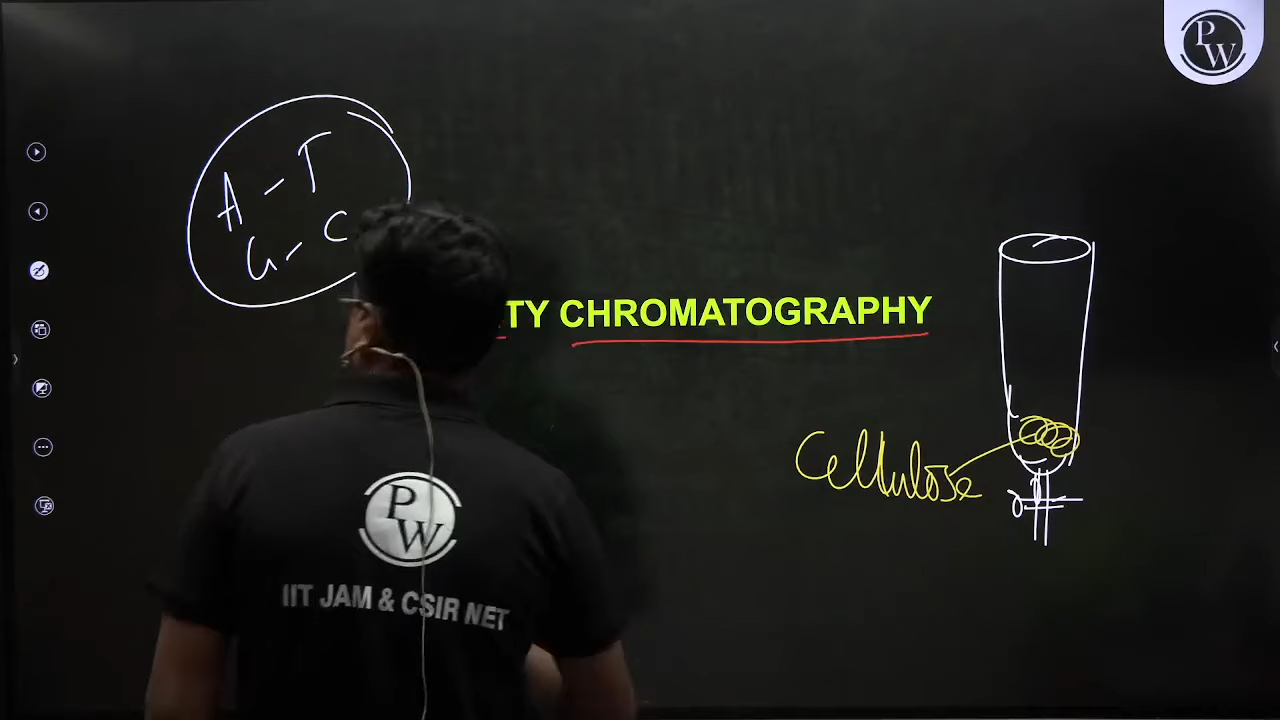 PW
A - T
G - C
TY CHROMATOGRAPHY
Cellulose
PW
IIT JAM & CSIR NET